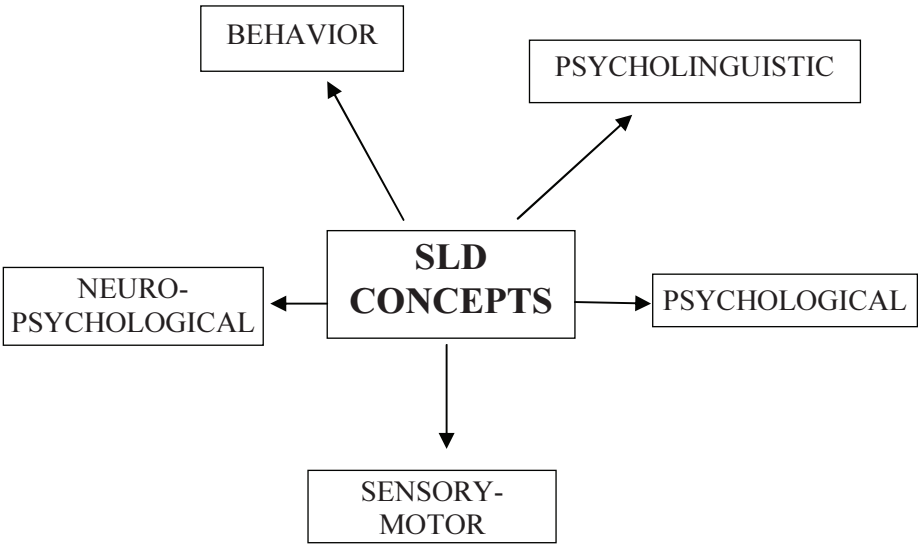 BEHAVIOR
PSYCHOLINGUISTIC
SLD
CONCEPTS
NEURO-
PSYCHOLOGICAL
PSYCHOLOGICAL
SENSORY-
MOTOR